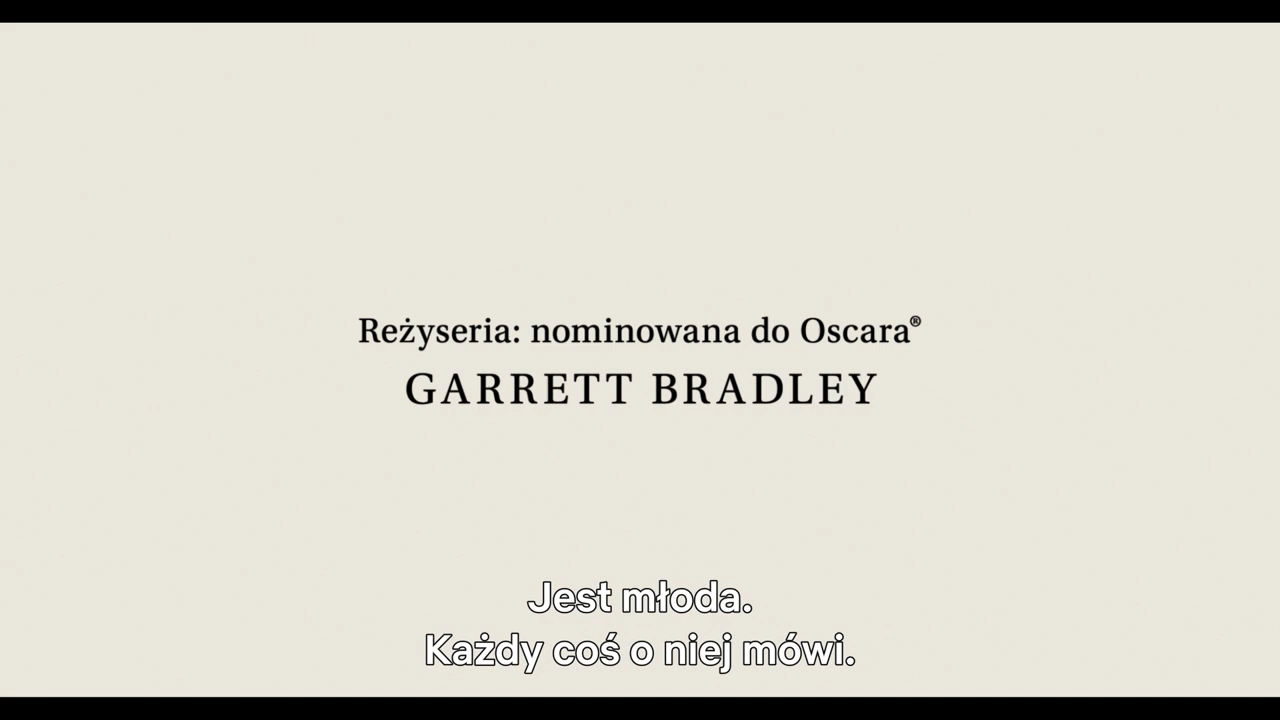 Reżyseria: nominowana do Oscara®
GARRETT BRADLEY
Jest młoda.
Każdy coś o niej mówi.